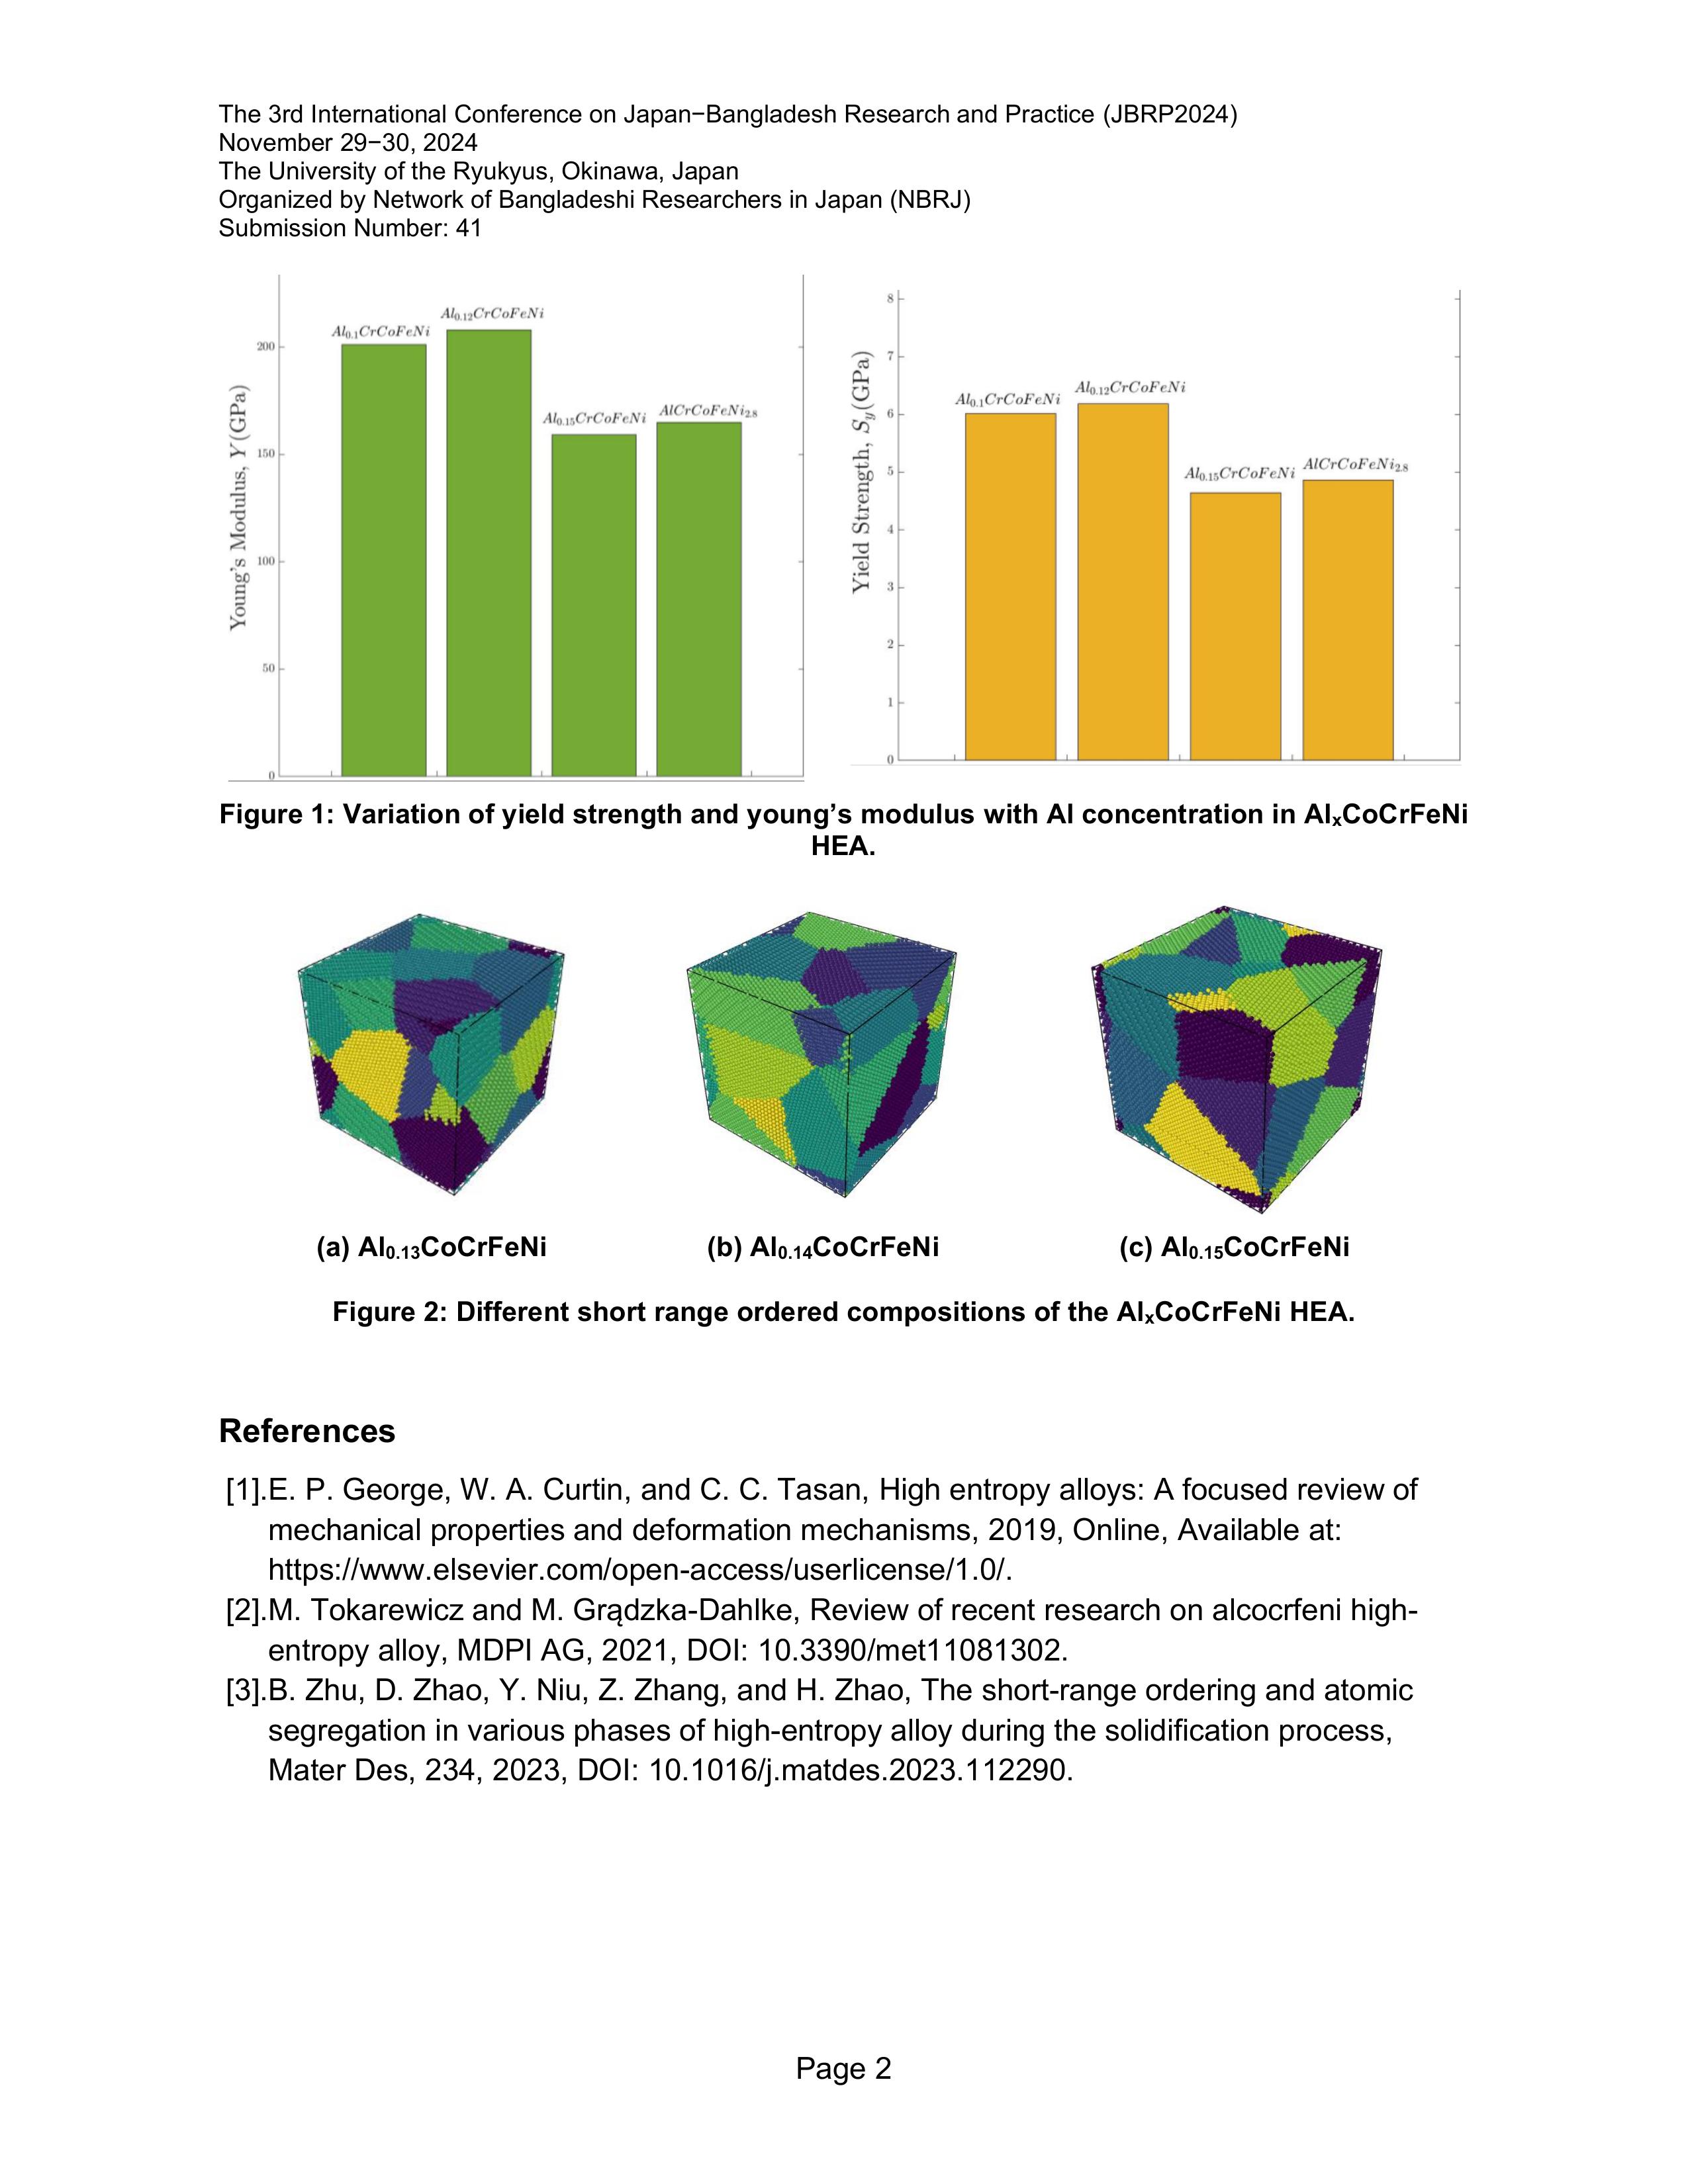 The 3rd International Conference on Japan−Bangladesh Research and Practice (JBRP2024)
November 29−30, 2024
The University of the Ryukyus, Okinawa, Japan
Organized by Network of Bangladeshi Researchers in Japan (NBRJ)
Submission Number: 41
Young's Modulus, Y(GPa)
200
150
100
50
0
Al0.1CrCoFeNi
Al0.12CrCoFeNi
Al0.15CrCoFeNi
AlCrCoFeNi2.8
Yield Strength, Sy(GPa)
8
7
6
5
4
3
2
1
0
Al0.1CrCoFeNi
Al0.12CrCoFeNi
Al0.15CrCoFeNi
AlCrCoFeNi2.8
Figure 1: Variation of yield strength and young’s modulus with Al concentration in AlxCoCrFeNi
HEA.
(a) Al0.13CoCrFeNi
(b) Al0.14CoCrFeNi
(c) Al0.15CoCrFeNi
Figure 2: Different short range ordered compositions of the AlxCoCrFeNi HEA.
References
[1].E. P. George, W. A. Curtin, and C. C. Tasan, High entropy alloys: A focused review of
mechanical properties and deformation mechanisms, 2019, Online, Available at:
https://www.elsevier.com/open-access/userlicense/1.0/.
[2].M. Tokarewicz and M. Grądzka-Dahlke, Review of recent research on alcocrfeni high-
entropy alloy, MDPI AG, 2021, DOI: 10.3390/met11081302.
[3].B. Zhu, D. Zhao, Y. Niu, Z. Zhang, and H. Zhao, The short-range ordering and atomic
segregation in various phases of high-entropy alloy during the solidification process,
Mater Des, 234, 2023, DOI: 10.1016/j.matdes.2023.112290.
Page 2